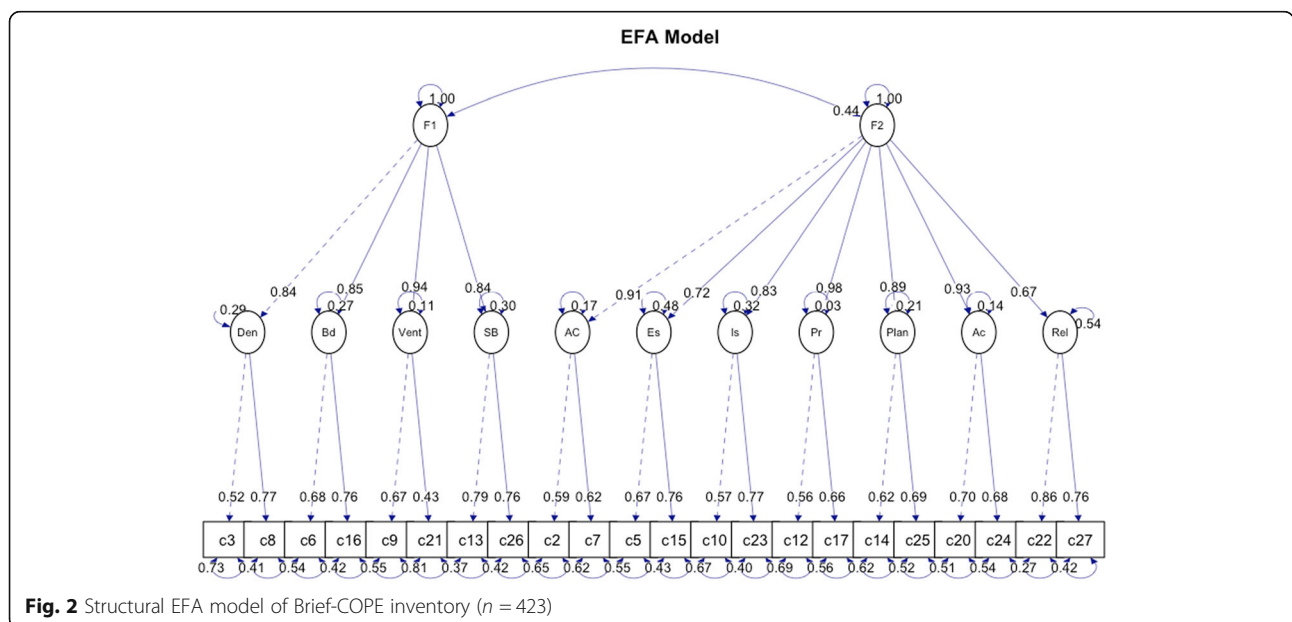 EFA Model
1.00 1.00
0.44
F1 F2
0.84 0.85 0.94 0.84 0.91 0.72 0.83 0.98 0.89 0.93 0.67
0.29 0.27 0.11 0.30 0.17 0.48 0.32 0.03 0.21 0.14 0.54
Den Bd Vent SB AC Es Is Pr Plan Ac Rel
0.52 0.77 0.68 0.76 0.67 0.43 0.79 0.76 0.59 0.62 0.67 0.76 0.57 0.77 0.56 0.66 0.62 0.69 0.70 0.68 0.86 0.76
c3 c8 c6 c16 c9 c21 c13 c26 c2 c7 c5 c15 c10 c23 c12 c17 c14 c25 c20 c24 c22 c27
0.73 0.41 0.54 0.42 0.55 0.81 0.37 0.42 0.65 0.62 0.55 0.43 0.67 0.40 0.69 0.56 0.62 0.52 0.51 0.54 0.27 0.42
Fig. 2 Structural EFA model of Brief-COPE inventory (n = 423)